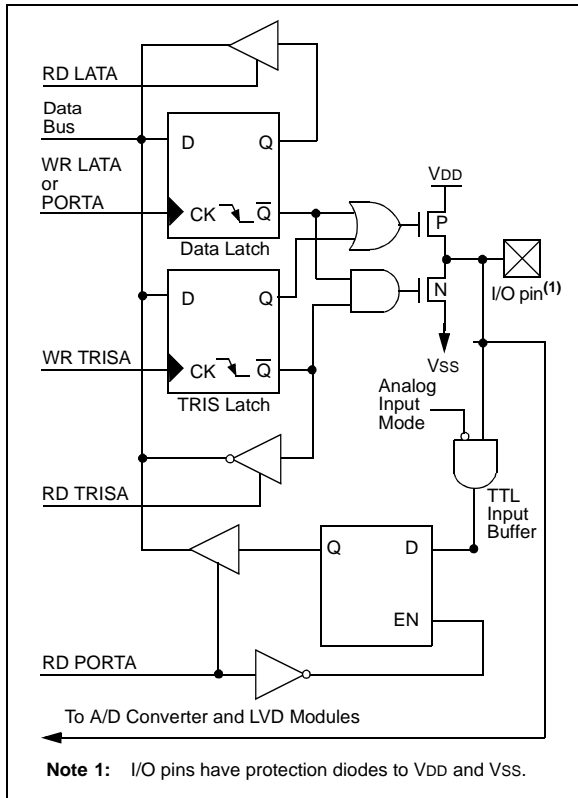 RD LATA
Data
Bus
D Q
WR LATA
or
PORTA
CK Q
Data Latch
VDD
P
I/O pin(1)
D Q
N
WR TRISA
CK Q
TRIS Latch
VSS
Analog
Input
Mode
RD TRISA
TTL
Input
Buffer
Q D
EN
RD PORTA
To A/D Converter and LVD Modules
Note 1: I/O pins have protection diodes to VDD and VSS.